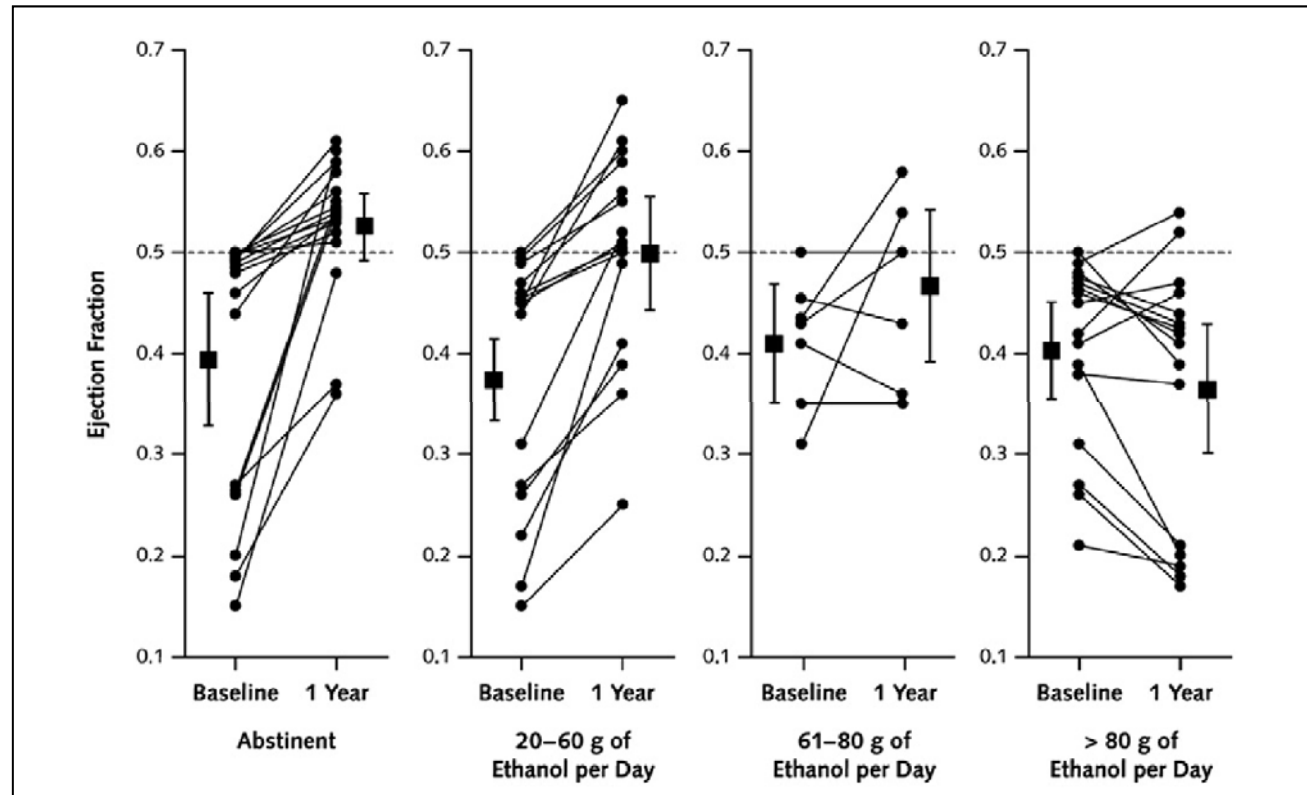 Ejection Fraction
0.7
0.6
0.5
0.4
0.3
0.2
0.1
Baseline 1 Year
Abstinent
0.7
0.6
0.5
0.4
0.3
0.2
0.1
Baseline 1 Year
20–60 g of
Ethanol per Day
0.7
0.6
0.5
0.4
0.3
0.2
0.1
Baseline 1 Year
61–80 g of
Ethanol per Day
0.7
0.6
0.5
0.4
0.3
0.2
0.1
Baseline 1 Year
> 80 g of
Ethanol per Day